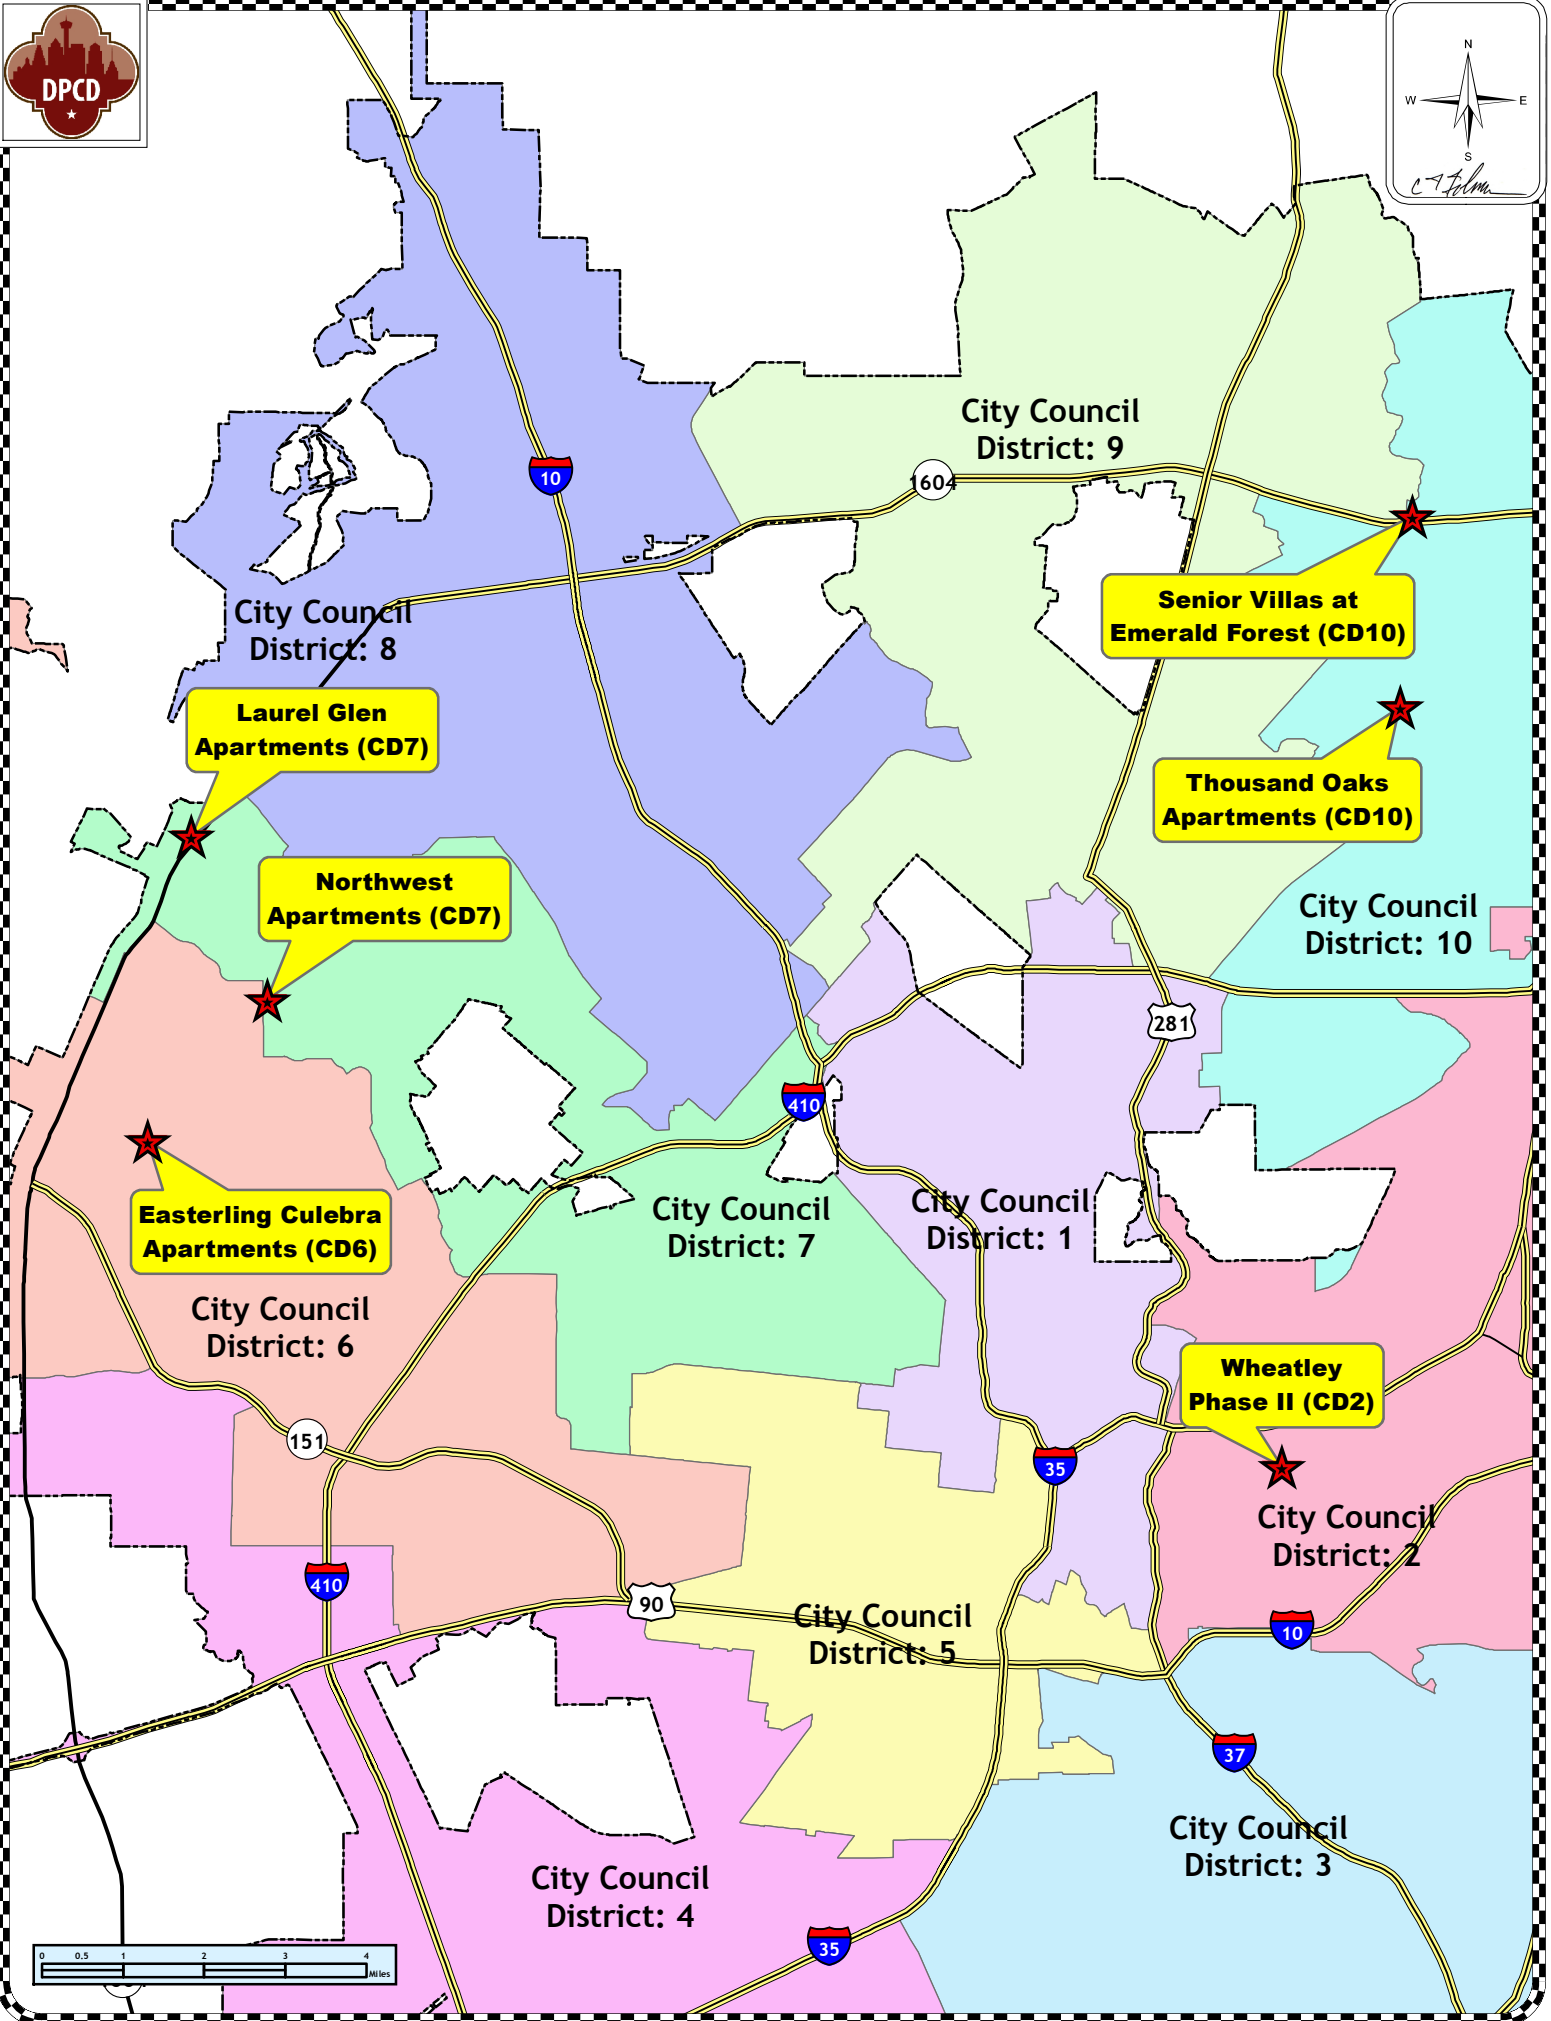 DPCD
N
W
E
S
City Council
District: 9
10
1604
Senior Villas at
Emerald Forest (CD10)
City Council
District: 8
Laurel Glen
Apartments (CD7)
Thousand Oaks
Apartments (CD10)
Northwest
Apartments (CD7)
City Council
District: 10
281
410
City Council
District: 7
City Council
District: 1
Easterling Culebra
Apartments (CD6)
City Council
District: 6
Wheatley
Phase II (CD2)
151
35
City Council
District: 2
410
90
City Council
District: 5
10
37
City Council
District: 3
City Council
District: 4
35
0 0.5 1 2 3 4
Miles